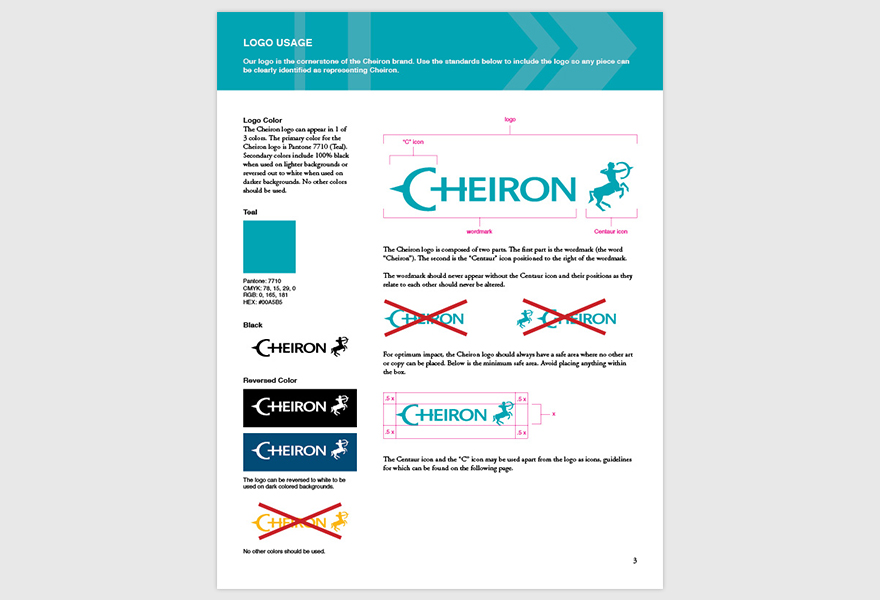 LOGO USAGE
Our logo is the cornerstone of the Cheiron brand. Use the standards below to include the logo so any piece can
be clearly identified as representing Cheiron.
Logo Color
The Cheiron logo can appear in 1 of
3 colors. The primary color for the
Cheiron logo is Pantone 7710 (Teal).
Secondary colors include 100% black
when used on lighter backgrounds or
reversed out to white when used on
darker backgrounds. No other colors
should be used.
Teal
Pantone: 7710
CMYK: 78, 15, 29, 0
RGB: 0, 165, 181
HEX: #00A5B5
Black
CHEIRON
Reversed Color
CHEIRON
CHEIRON
The logo can be reversed to white to be
used on dark colored backgrounds.
CHEIRON
No other colors should be used.
logo
"C" icon
CHEIRON
wordmark
Centaur icon
The Cheiron logo is composed of two parts. The first part is the wordmark (the word
"Cheiron"). The second is the "Centaur" icon positioned to the right of the wordmark.
The wordmark should never appear without the Centaur icon and their positions as they
relate to each other should never be altered.
CHEIRON
CHEIRON
For optimum impact, the Cheiron logo should always have a safe area where no other art
or copy can be placed. Below is the minimum safe area. Avoid placing anything within
the box.
.5 x
.5 x
CHEIRON
x
.5 x
.5 x
The Centaur icon and the "C" icon may be used apart from the logo as icons, guidelines
for which can be found on the following page.
3